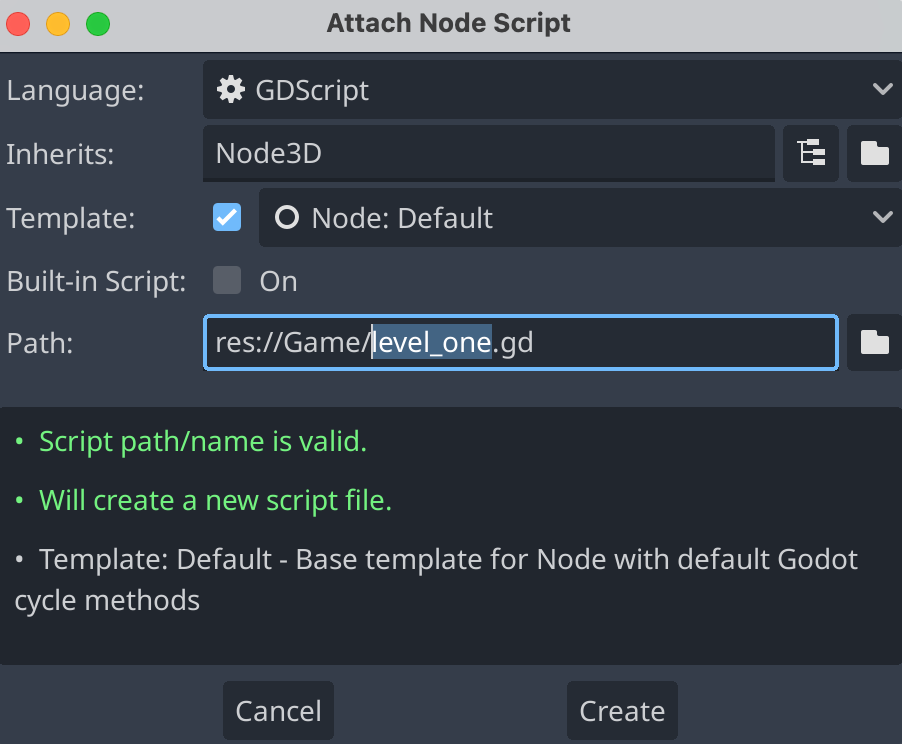 Attach Node Script
Language: GDScript
Inherits: Node3D
Template: Node: Default
Built-in Script: On
Path: res://Game/level_one.gd
• Script path/name is valid.
• Will create a new script file.
• Template: Default - Base template for Node with default Godot
cycle methods
Cancel Create